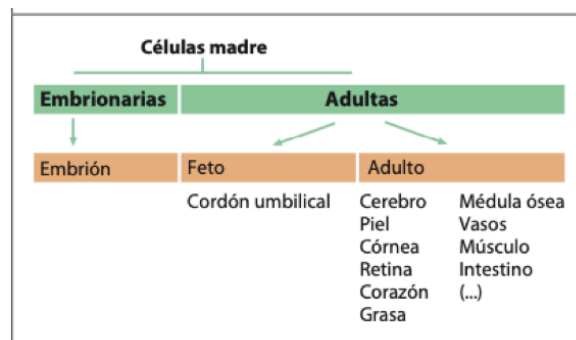 Células madre
Embrionarias Adultas
Embrión Feto Adulto
Cordón umbilical Cerebro Médula ósea
Piel Vasos
Córnea Músculo
Retina Intestino
Corazón (...)
Grasa